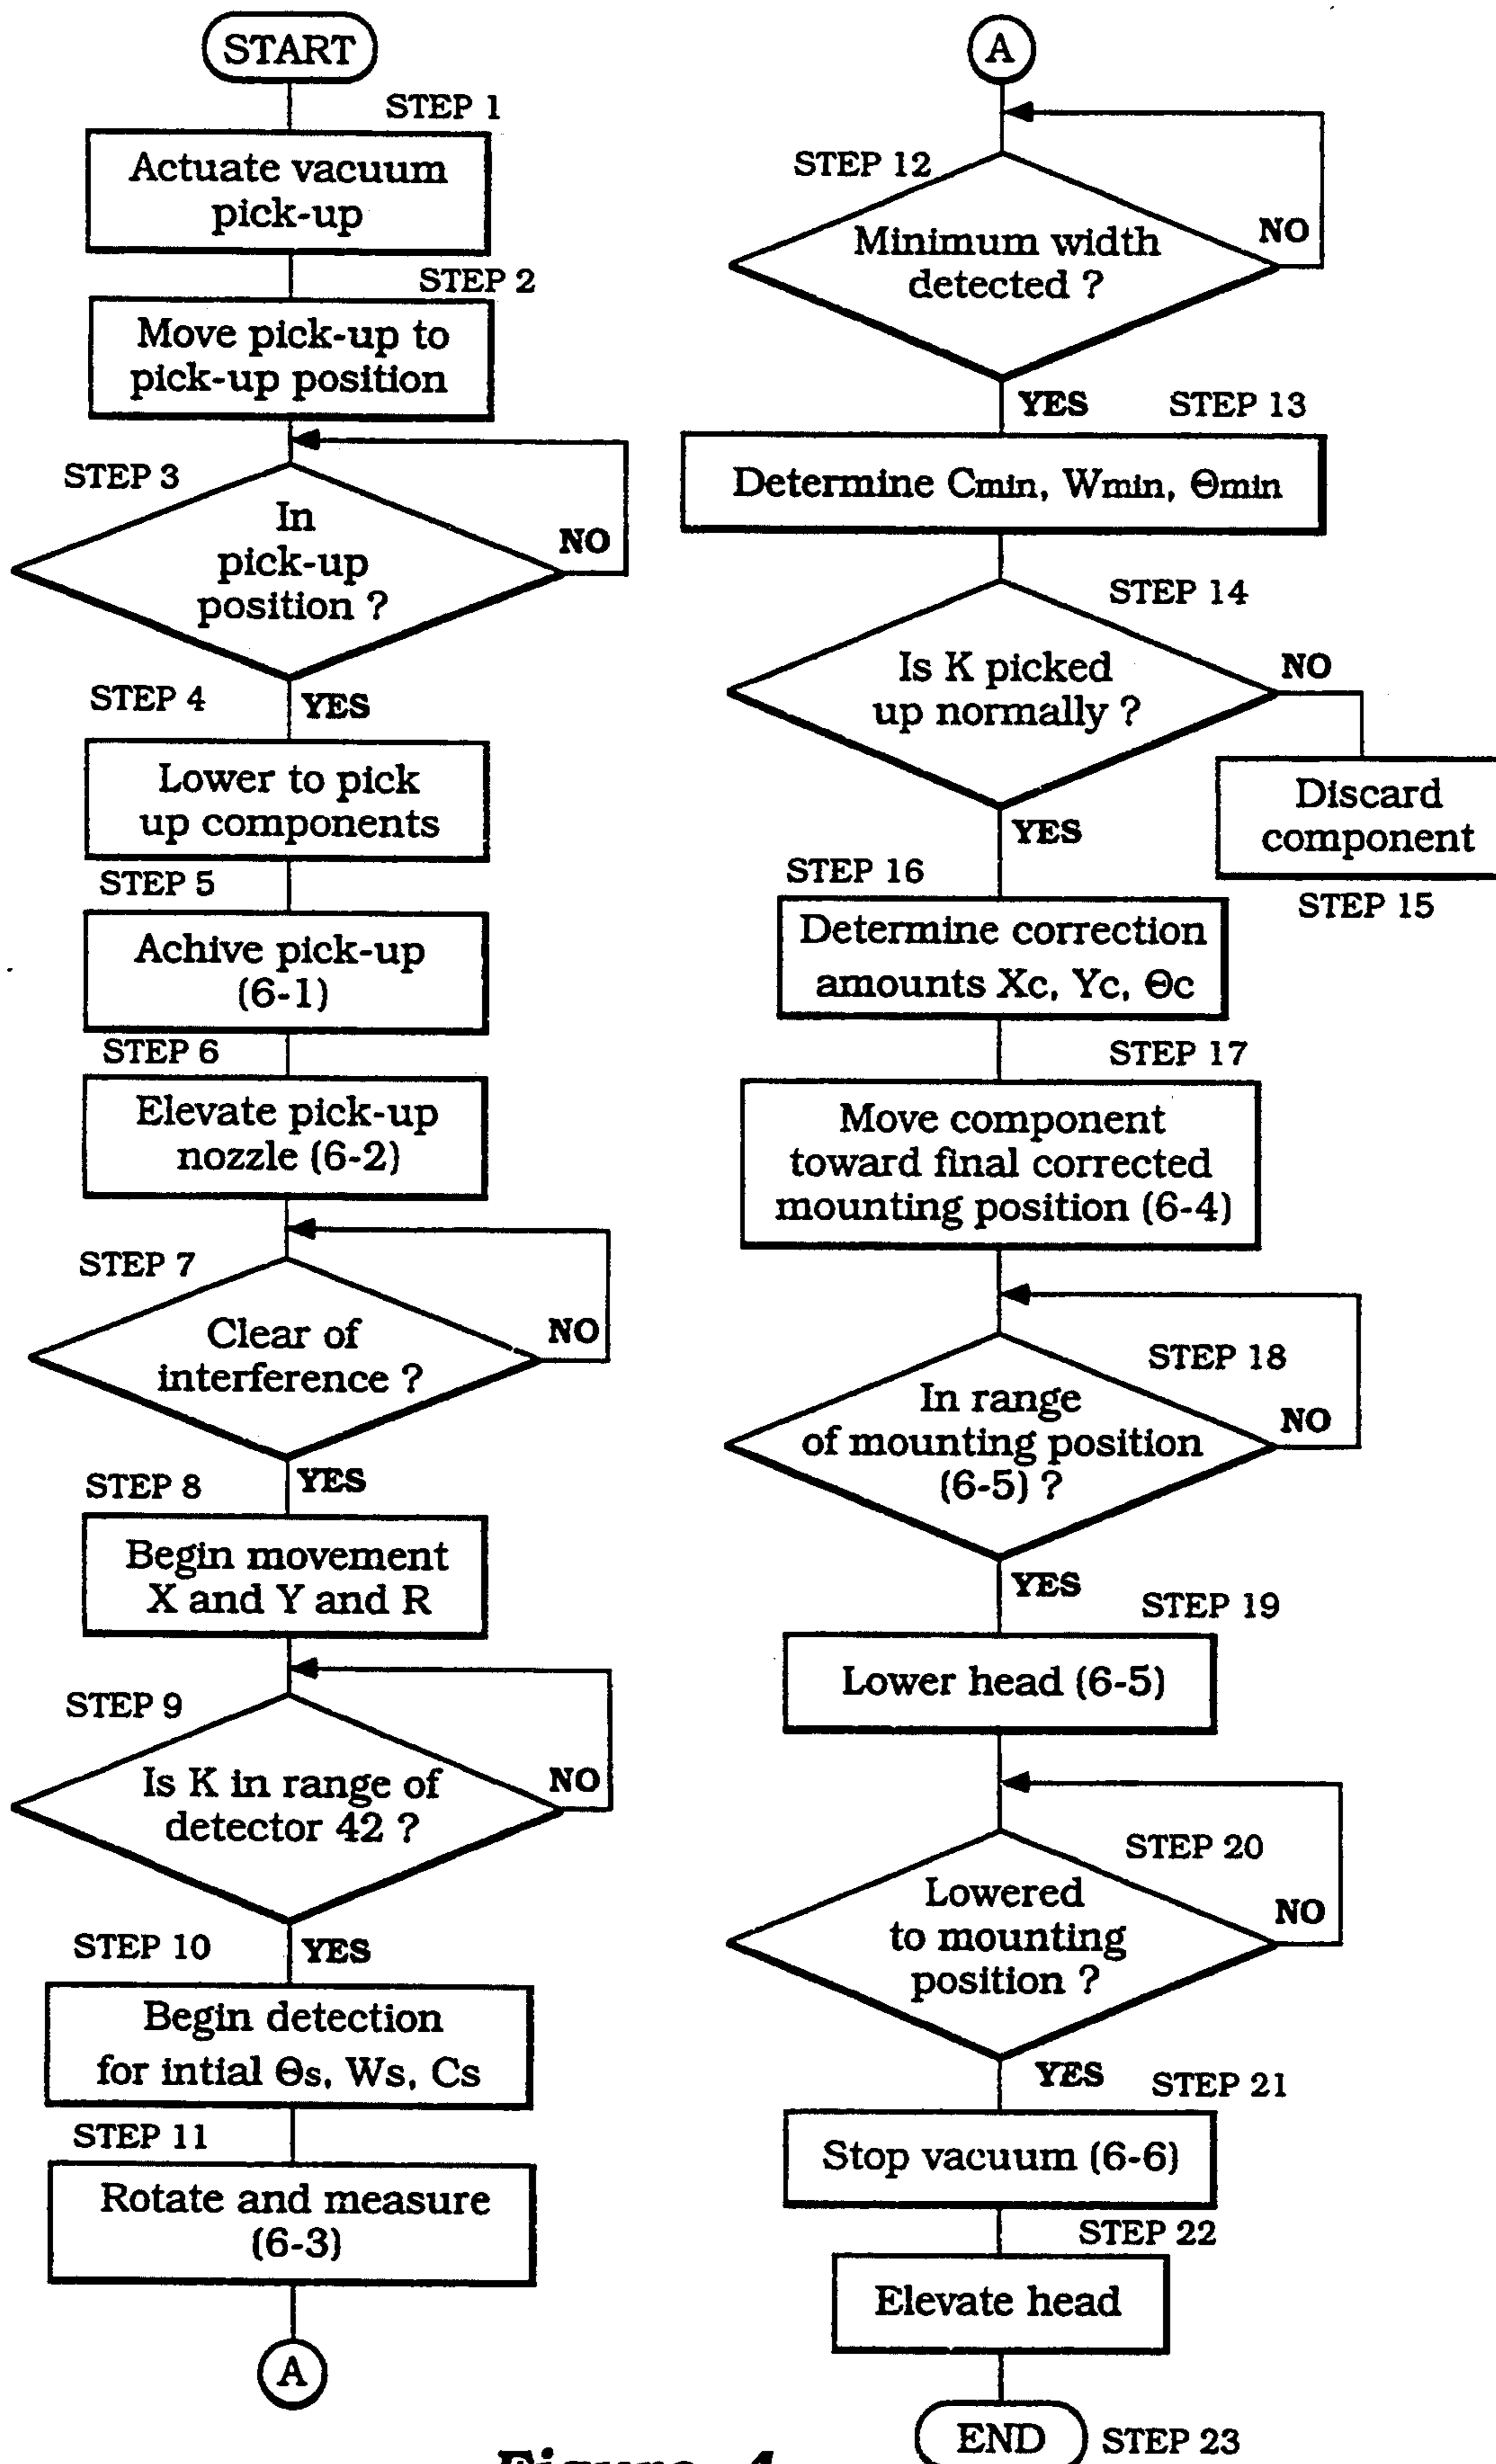 START
STEP 1
Actuate vacuum
pick-up
STEP 2
Move pick-up to
pick-up position
STEP 3
In
pick-up
position ?
NO
STEP 4
YES
Lower to pick
up components
STEP 5
Achive pick-up
(6-1)
STEP 6
Elevate pick-up
nozzle (6-2)
STEP 7
Clear of
interference ?
NO
STEP 8
YES
Begin movement
X and Y and R
STEP 9
Is K in range of
detector 42 ?
NO
STEP 10
YES
Begin detection
for intial Θs, Ws, Cs
STEP 11
Rotate and measure
(6-3)
A
A
STEP 12
Minimum width
detected ?
NO
YES
STEP 13
Determine Cmin, Wmin, Θmin
STEP 14
Is K picked
up normally ?
NO
Discard
component
STEP 15
YES
STEP 16
Determine correction
amounts Xc, Yc, Θc
STEP 17
Move component
toward final corrected
mounting position (6-4)
STEP 18
In range
of mounting position
(6-5) ?
NO
YES
STEP 19
Lower head (6-5)
STEP 20
Lowered
to mounting
position ?
NO
YES
STEP 21
Stop vacuum (6-6)
STEP 22
Elevate head
END
STEP 23